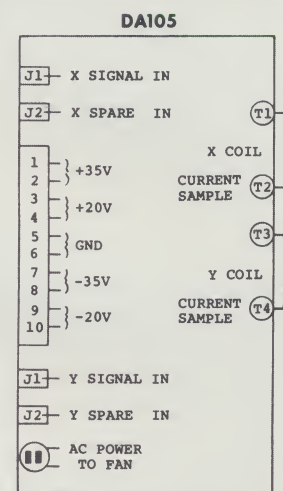 DA105
J1 X SIGNAL IN
J2 X SPARE IN
T1
X COIL
1
2 +35V
CURRENT SAMPLE T2
3
4 +20V
T3
5
6 GND
Y COIL
7
8 -35V
CURRENT SAMPLE T4
9
10 -20V
J1 Y SIGNAL IN
J2 Y SPARE IN
AC POWER
TO FAN